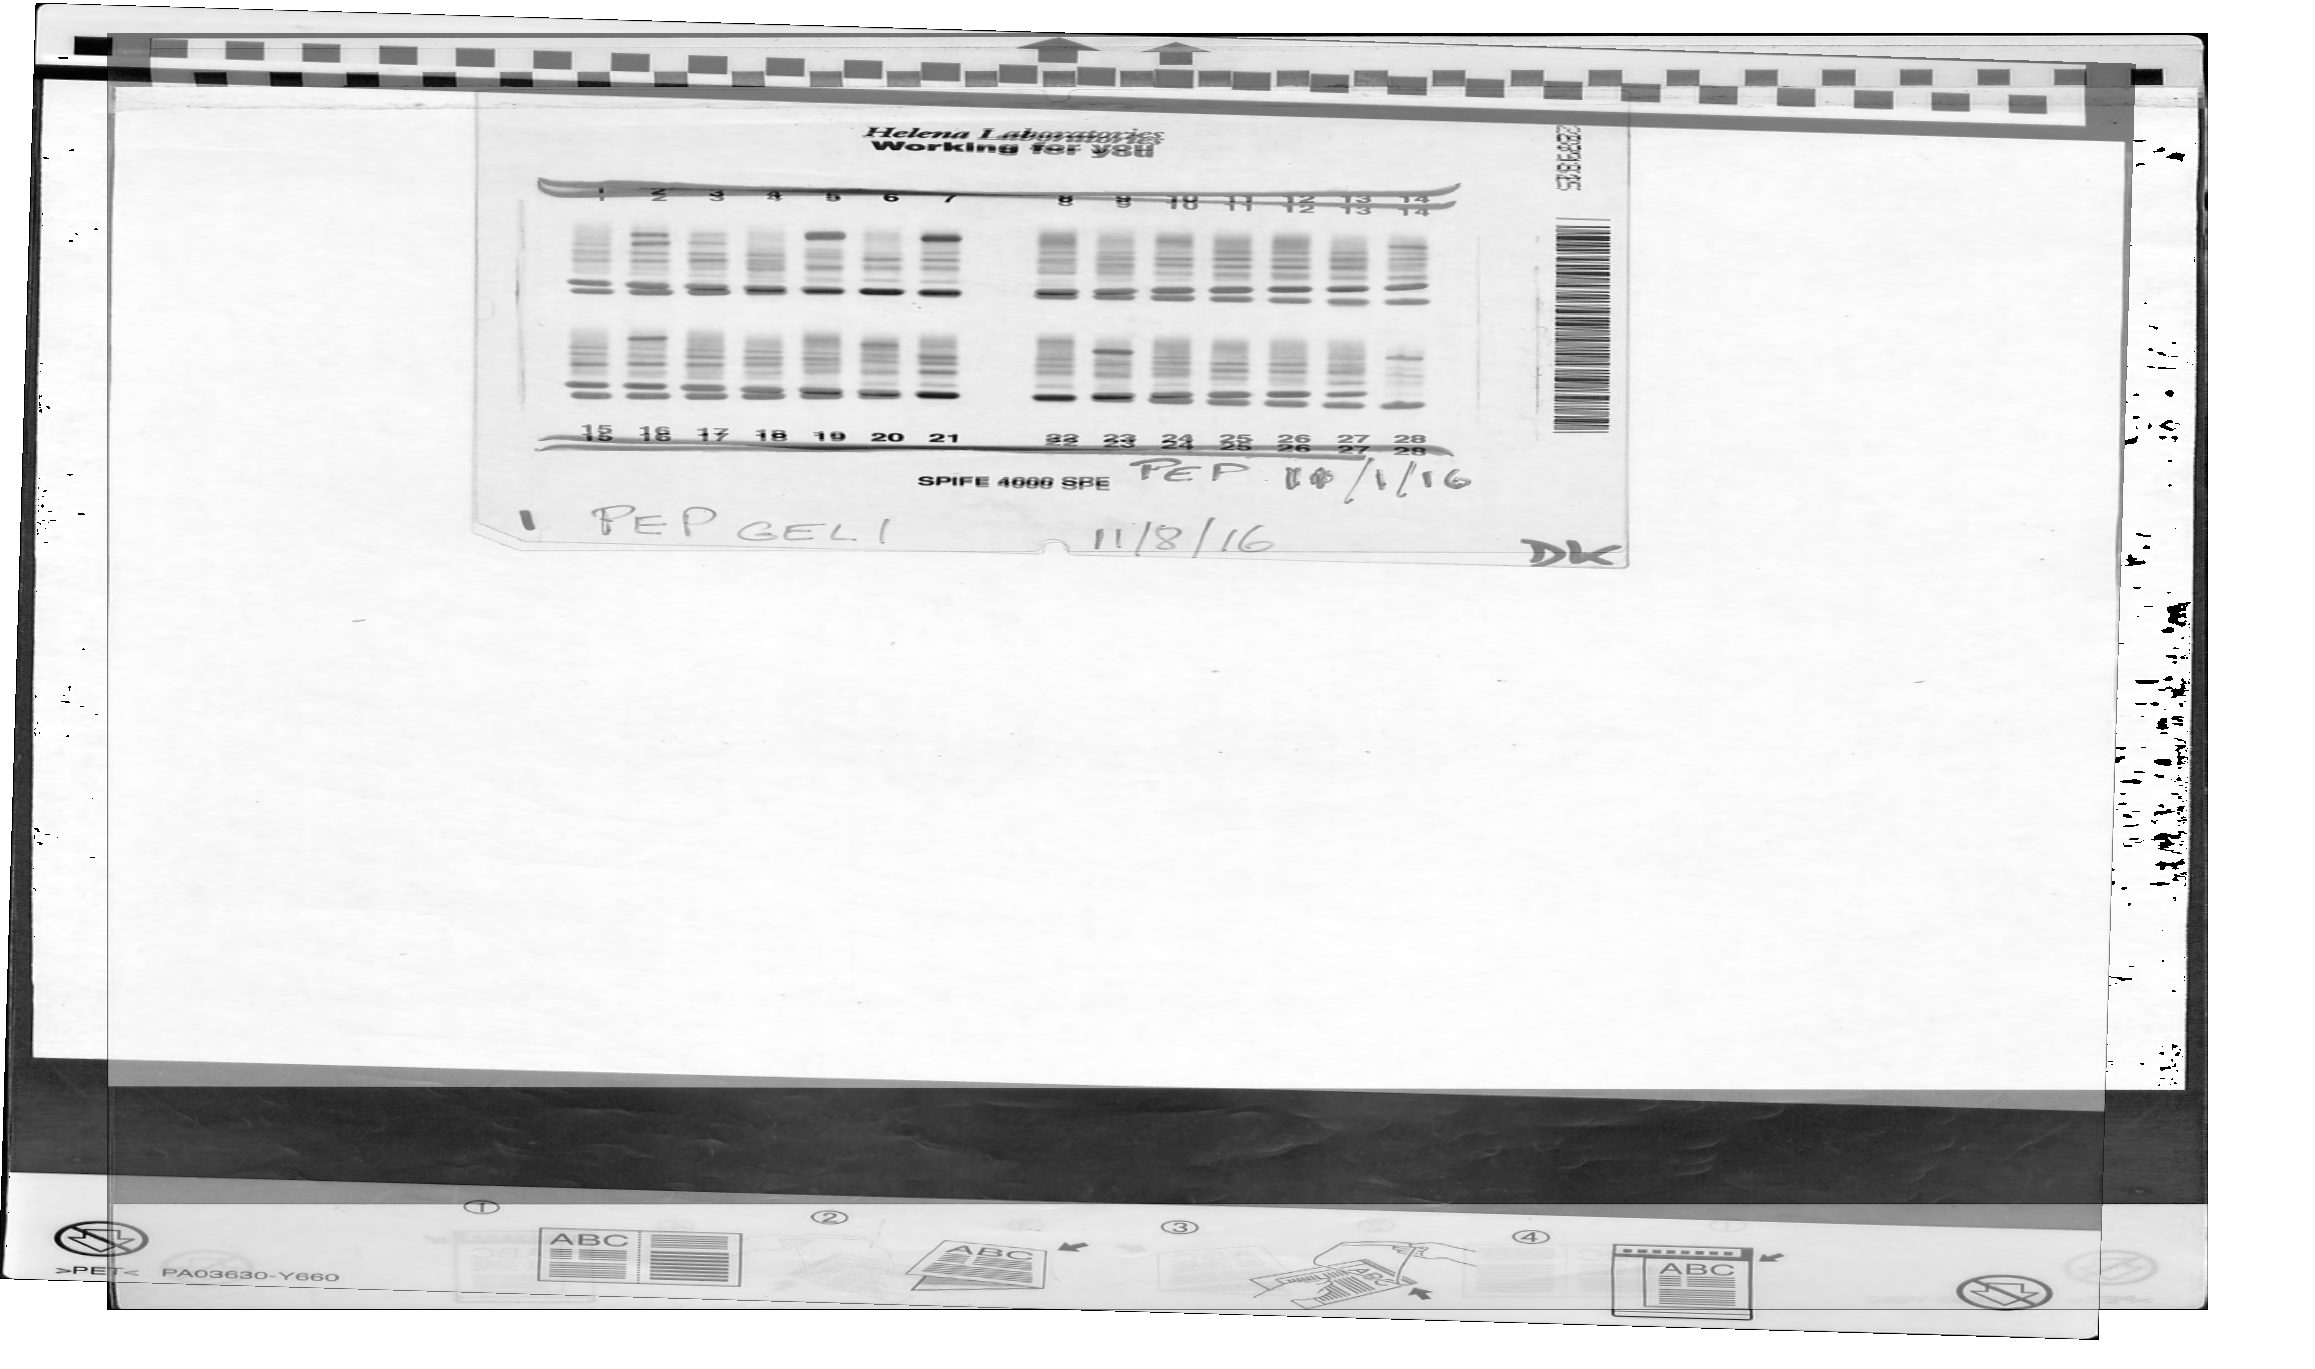 Helena Laboratories
Working for you
1 2 3 4 5 6 7 8 9 10 11 12 13 14
15 16 17 18 19 20 21 22 23 24 25 26 27 28
SPIFE 4000 SPE PEP /1/16
PEP GEL 1 11/8/16
DK
① ② ③ ④
ABC ABC ABC ABC
>PET< PA03630-Y660